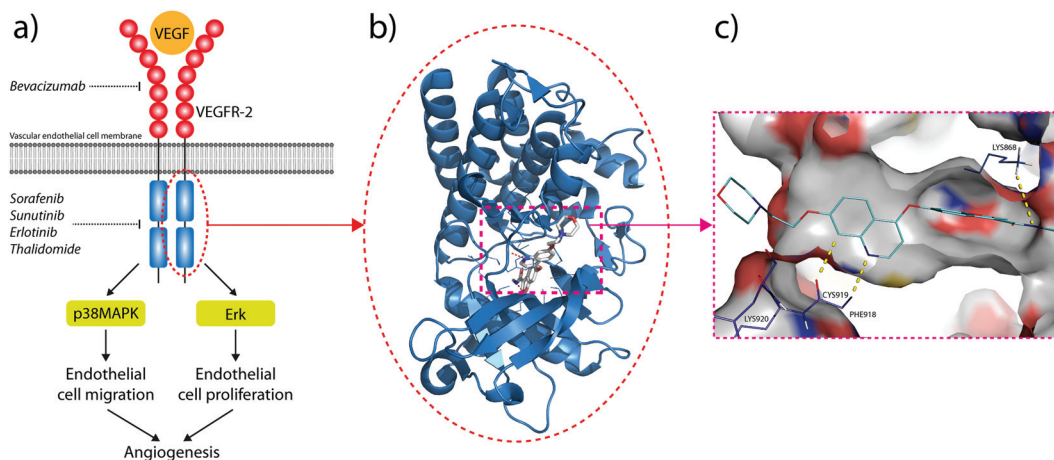 a)
VEGF
Bevacizumab
VEGFR-2
Vascular endothelial cell membrane
Sorafenib
Sunutinib
Erlotinib
Thalidomide
p38MAPK
Erk
Endothelial
cell migration
Endothelial
cell proliferation
Angiogenesis
b)
c)
LYS868
CYS919
PHE918
LYS920